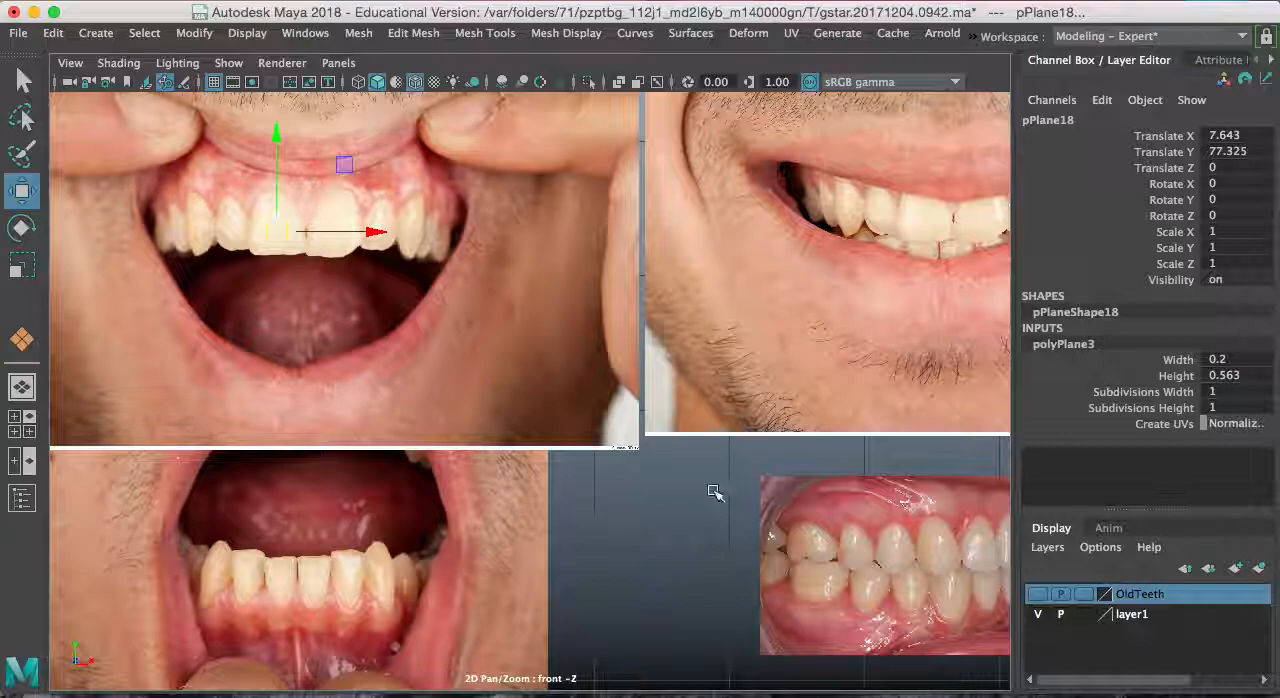 Autodesk Maya 2018 - Educational Version: /var/folders/71/pzptbg_112j1_md2l6yb_m140000gn/T/gstar.20171204.0942.ma* --- pPlane18...
File Edit Create Select Modify Display Windows Mesh Edit Mesh Mesh Tools Mesh Display Curves Surfaces Deform UV Generate Cache Arnold » Workspace : Modeling - Expert*
View Shading Lighting Show Renderer Panels
0.00 1.00 sRGB gamma
Channel Box / Layer Editor Attribute
Channels Edit Object Show
pPlane18
Translate X 7.643
Translate Y 77.325
Translate Z 0
Rotate X 0
Rotate Y 0
Rotate Z 0
Scale X 1
Scale Y 1
Scale Z 1
Visibility on
SHAPES
pPlaneShape18
INPUTS
polyPlane3
Width 0.2
Height 0.563
Subdivisions Width 1
Subdivisions Height 1
Create UVs Normaliz..
Display Anim
Layers Options Help
P OldTeeth
V P layer1
2D Pan/Zoom : front -Z